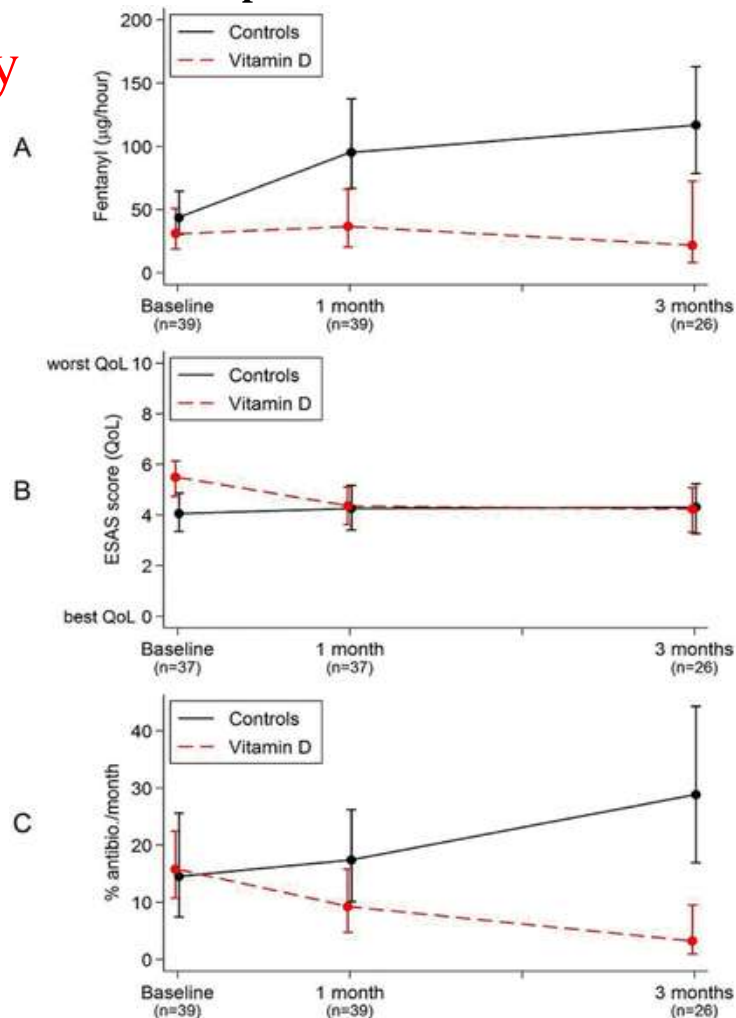 y
A
Fentanyl (µg/hour)
200
150
100
50
0
Controls
Vitamin D
Baseline
(n=39)
1 month
(n=39)
3 months
(n=26)
B
ESAS score (QoL)
worst QoL 10
8
6
4
2
best QoL 0
Controls
Vitamin D
Baseline
(n=37)
1 month
(n=37)
3 months
(n=26)
C
% antibio./month
40
30
20
10
0
Controls
Vitamin D
Baseline
(n=39)
1 month
(n=39)
3 months
(n=26)